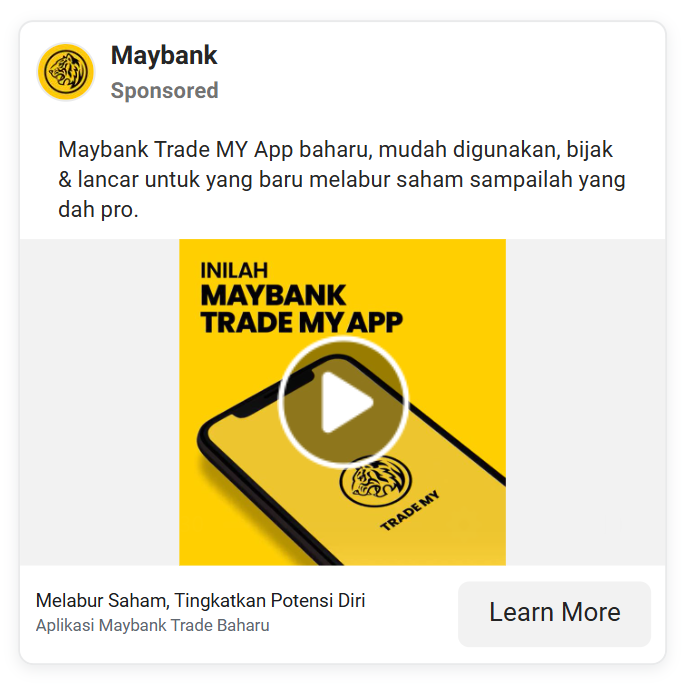 Maybank
Sponsored
Maybank Trade MY App baharu, mudah digunakan, bijak
& lancar untuk yang baru melabur saham sampailah yang
dah pro.
INILAH
MAYBANK
TRADE MY APP
TRADE MY
Melabur Saham, Tingkatkan Potensi Diri
Aplikasi Maybank Trade Baharu
Learn More